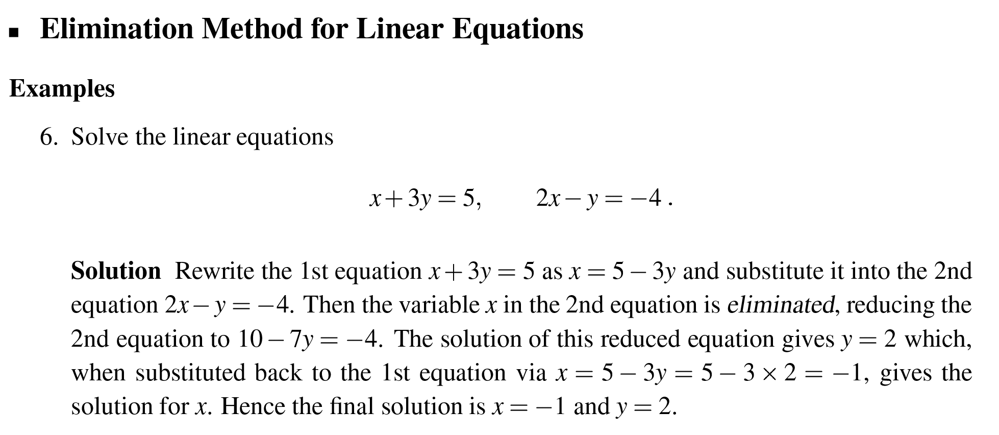 ▪ Elimination Method for Linear Equations
Examples
6. Solve the linear equations
x + 3y = 5, 2x − y = −4 .
Solution Rewrite the 1st equation x + 3y = 5 as x = 5 − 3y and substitute it into the 2nd
equation 2x − y = −4. Then the variable x in the 2nd equation is eliminated, reducing the
2nd equation to 10 − 7y = −4. The solution of this reduced equation gives y = 2 which,
when substituted back to the 1st equation via x = 5 − 3y = 5 − 3 × 2 = −1, gives the
solution for x. Hence the final solution is x = −1 and y = 2.